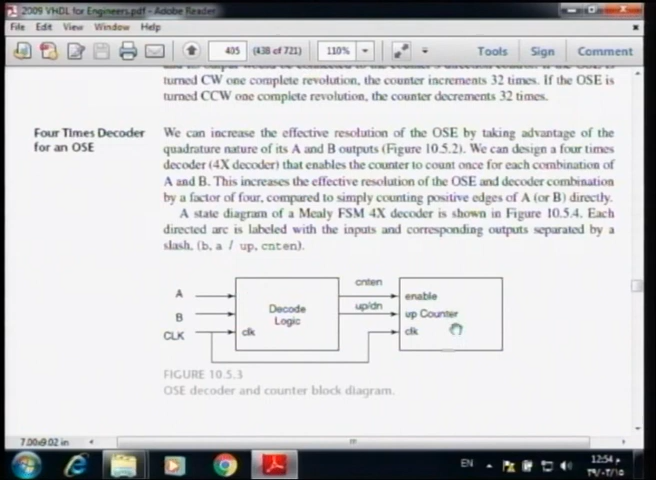 2009 VHDL for Engineers.pdf - Adobe Reader
File Edit View Window Help
405 (438 of 721) 110% Tools Sign Comment
turned CW one complete revolution, the counter increments 32 times. If the OSE is
turned CCW one complete revolution, the counter decrements 32 times.
Four Times Decoder
for an OSE
We can increase the effective resolution of the OSE by taking advantage of the
quadrature nature of its A and B outputs (Figure 10.5.2). We can design a four times
decoder (4X decoder) that enables the counter to count once for each combination of
A and B. This increases the effective resolution of the OSE and decoder combination
by a factor of four, compared to simply counting positive edges of A (or B) directly.
A state diagram of a Mealy FSM 4X decoder is shown in Figure 10.5.4. Each
directed arc is labeled with the inputs and corresponding outputs separated by a
slash, (b, a / up, cnten).
A
B
CLK
clk
Decode
Logic
cnten
up/dn
enable
up Counter
clk
FIGURE 10.5.3
OSE decoder and counter block diagram.
7.00x9.02 in
EN
12:54 م